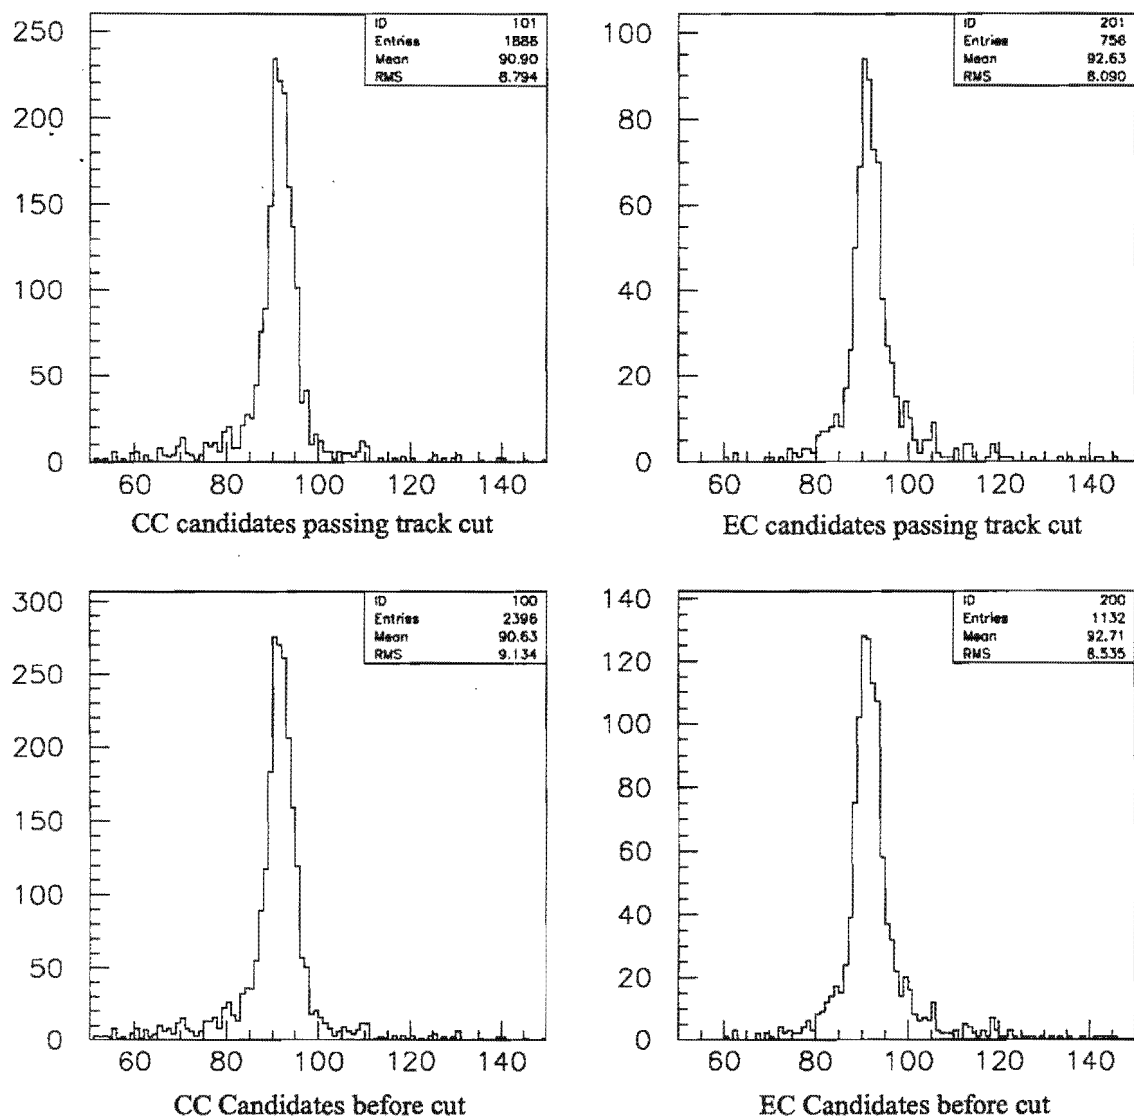 250
200
150
100
50
0
60 80 100 120 140
ID 101
Entries
Mean 90.90
RMS 8.794
CC candidates passing track cut
100
80
60
40
20
0
60 80 100 120 140
ID 201
Entries
Mean 92.63
RMS 8.090
EC candidates passing track cut
300
250
200
150
100
50
0
60 80 100 120 140
ID 100
Entries 2396
Mean 90.63
RMS 9.134
CC Candidates before cut
140
120
100
80
60
40
20
0
60 80 100 120 140
ID 200
Entries 1132
Mean 92.71
RMS 8.535
EC Candidates before cut